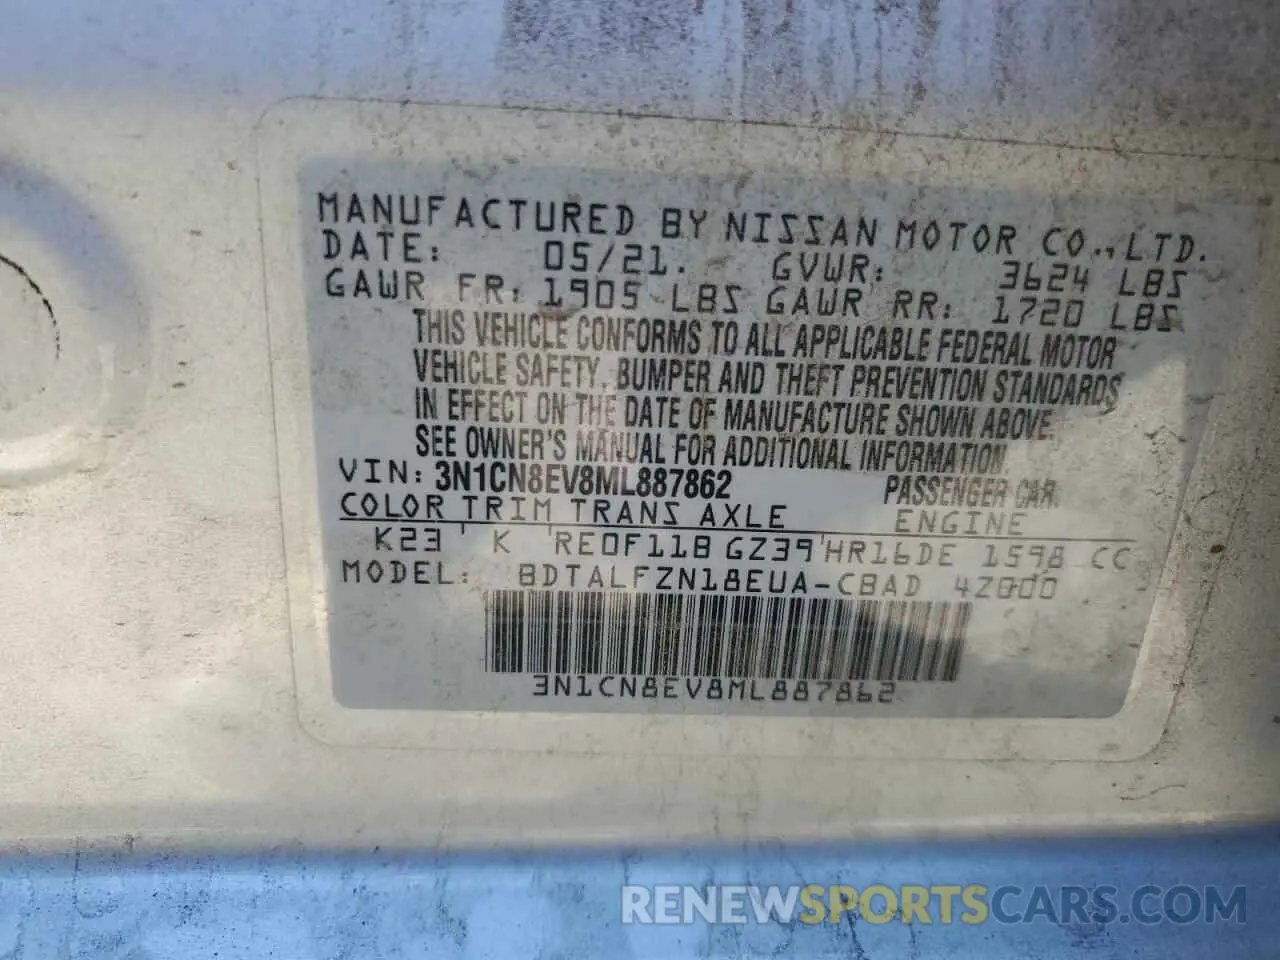 MANUFACTURED BY NISSAN MOTOR CO., LTD.
DATE: 05/21. GVWR: 3624 LBS
GAWR FR: 1905 LBS GAWR RR: 1720 LBS
THIS VEHICLE CONFORMS TO ALL APPLICABLE FEDERAL MOTOR
VEHICLE SAFETY, BUMPER AND THEFT PREVENTION STANDARDS
IN EFFECT ON THE DATE OF MANUFACTURE SHOWN ABOVE.
SEE OWNER'S MANUAL FOR ADDITIONAL INFORMATION.
VIN: 3N1CN8EV8ML887862 PASSENGER CAR
COLOR TRIM TRANS AXLE ENGINE
K23 ' K ' RE0F11B GZ39 ' HR16DE 1598 CC
MODEL: BDTALFZN18EUA-CBAD 4Z800
3N1CN8EV8ML887862
RENEWSPORTSCARS.COM